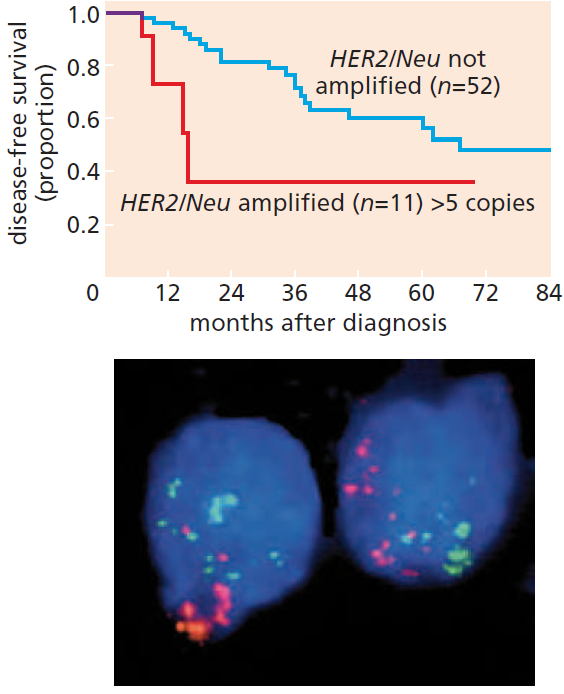 disease-free survival
(proportion)
1.0
0.8
0.6
0.4
0.2
HER2/Neu not
amplified (n=52)
HER2/Neu amplified (n=11) >5 copies
0 12 24 36 48 60 72 84
months after diagnosis